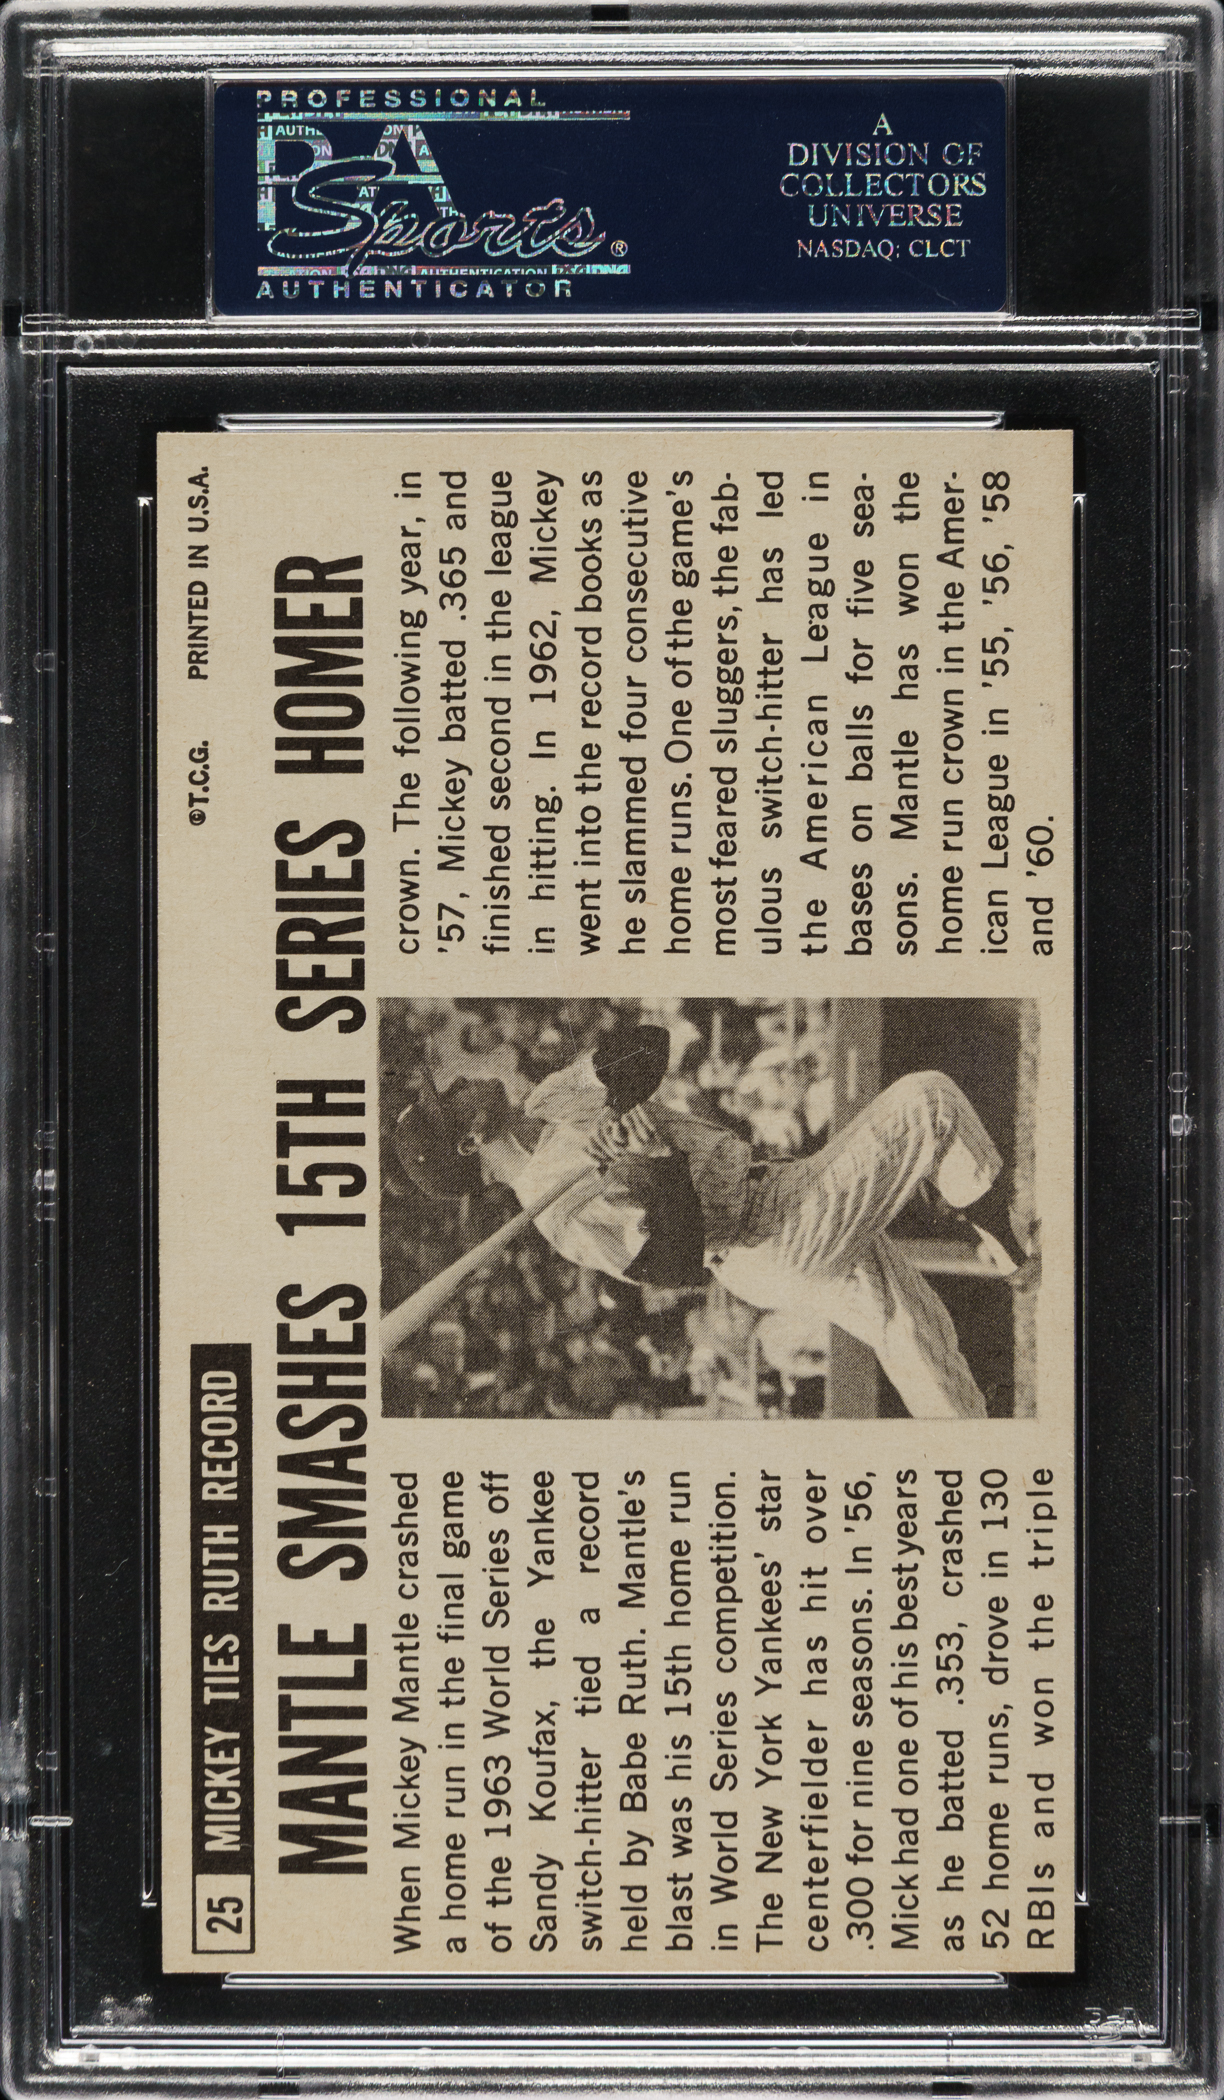 PROFESSIONAL
PSA
Sports®
AUTHENTICATOR
A
DIVISION OF
COLLECTORS
UNIVERSE
NASDAQ: CLCT
25 MICKEY TIES RUTH RECORD
©T.C.G. PRINTED IN U.S.A.
MANTLE SMASHES 15TH SERIES HOMER
When Mickey Mantle crashed
a home run in the final game
of the 1963 World Series off
Sandy Koufax, the Yankee
switch-hitter tied a record
held by Babe Ruth. Mantle's
blast was his 15th home run
in World Series competition.
The New York Yankees' star
centerfielder has hit over
.300 for nine seasons. In '56,
Mick had one of his best years
as he batted .353, crashed
52 home runs, drove in 130
RBIs and won the triple
crown. The following year, in
'57, Mickey batted .365 and
finished second in the league
in hitting. In 1962, Mickey
went into the record books as
he slammed four consecutive
home runs. One of the game's
most feared sluggers, the fab-
ulous switch-hitter has led
the American League in
bases on balls for five sea-
sons. Mantle has won the
home run crown in the Amer-
ican League in '55, '56, '58
and '60.